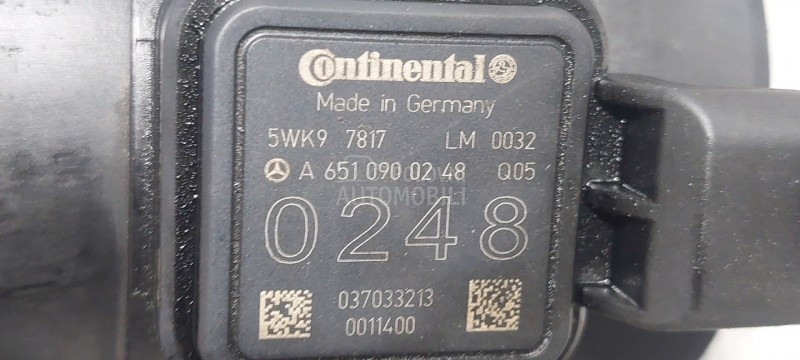 Continental
Made in Germany
5WK9 7817 LM 0032
A 651 090 02 48 Q05
AUTOMOBILI
0248
037033213
0011400